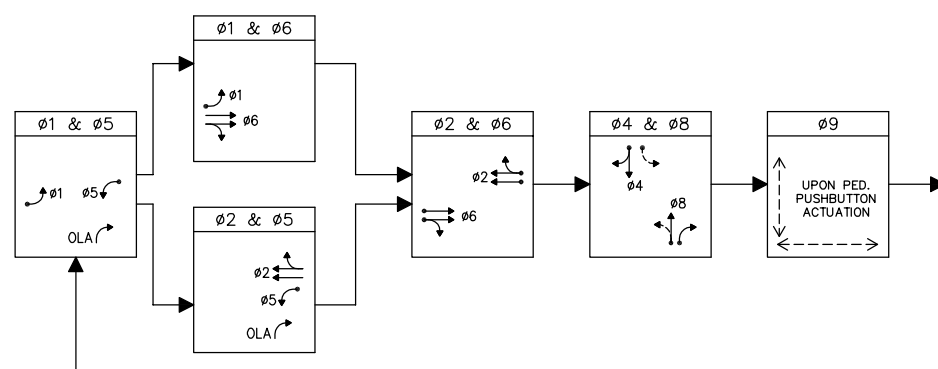 ø1 & ø5
ø1
ø5
OLA
ø1 & ø6
ø1
ø6
ø2 & ø5
ø2
ø5
OLA
ø2 & ø6
ø2
ø6
ø4 & ø8
ø4
ø8
ø9
UPON PED.
PUSHBUTTON
ACTUATION